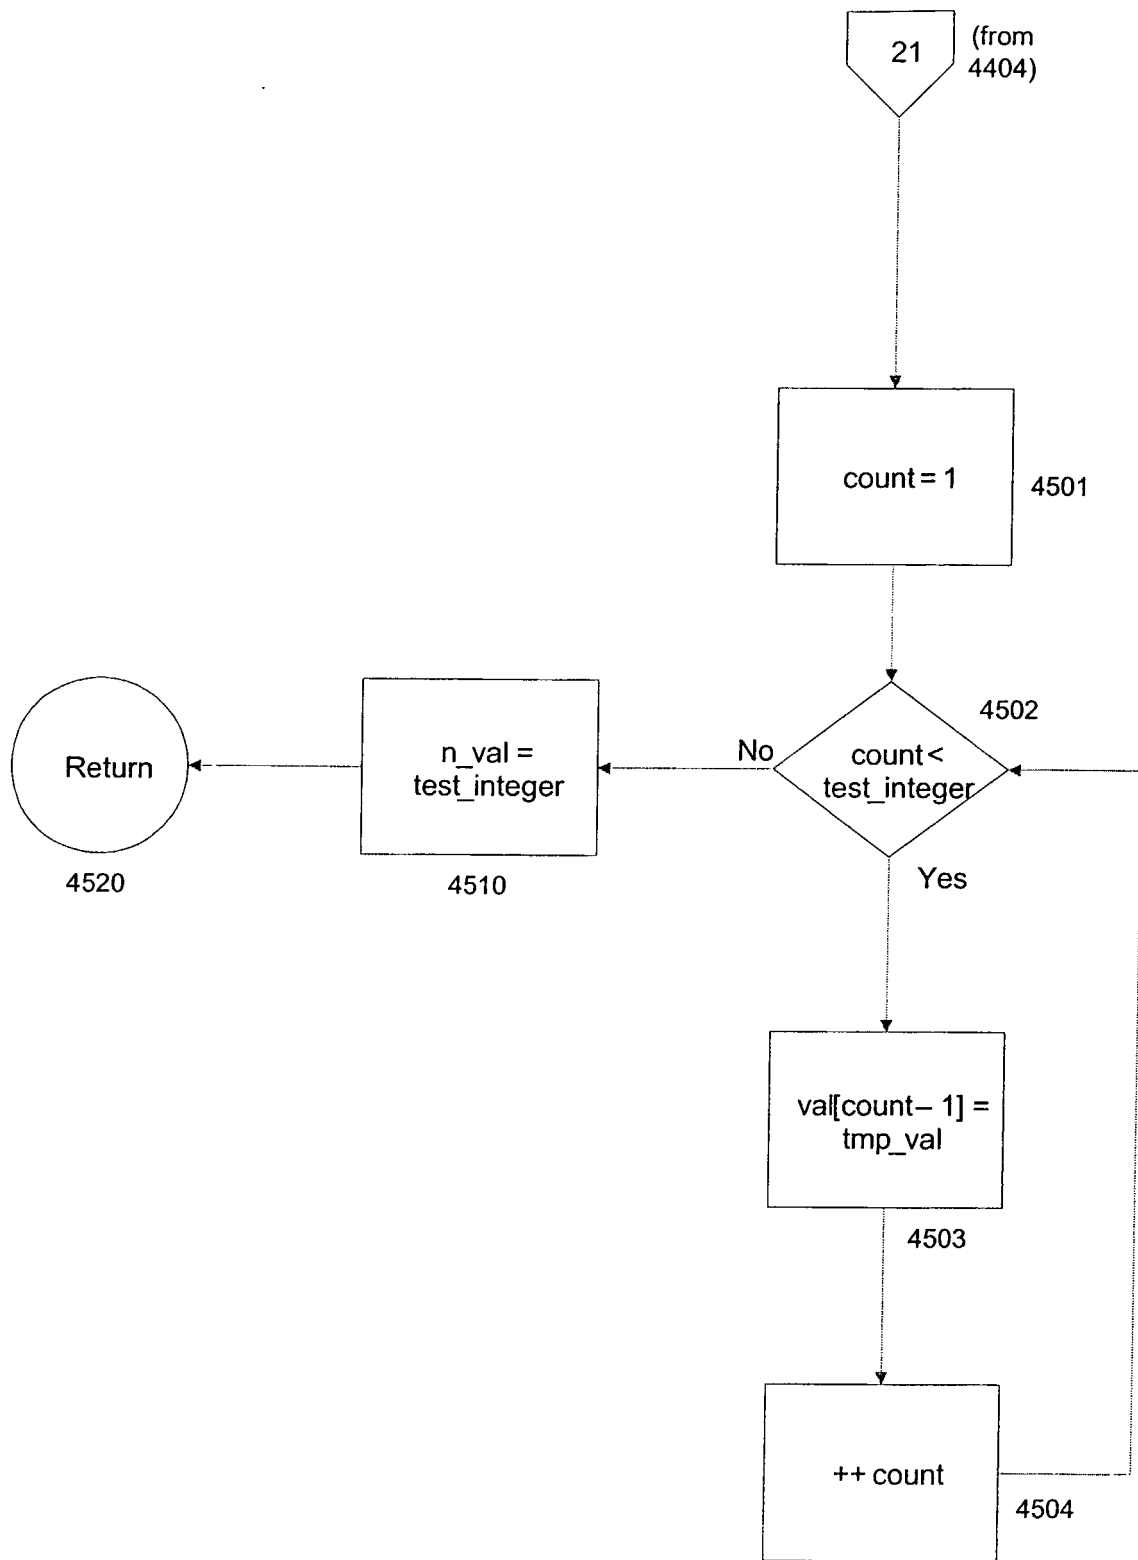 21
(from
4404)
count = 1
4501
4502
count <
test_integer
No
Yes
n_val =
test_integer
4510
Return
4520
val[count – 1] =
tmp_val
4503
++ count
4504